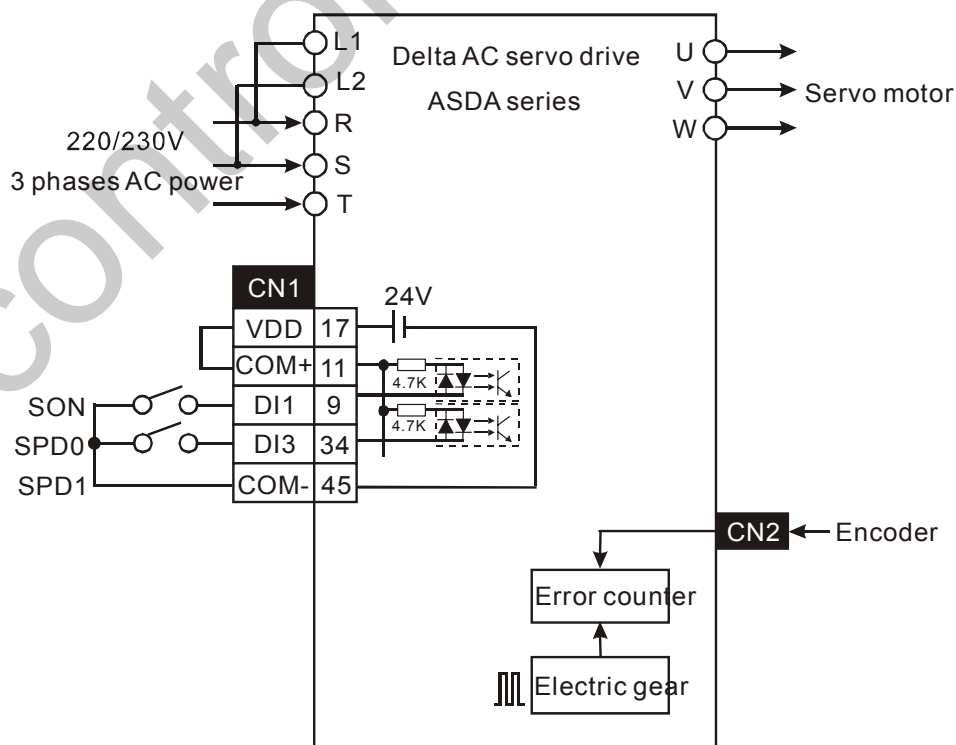 control
L1
L2
R
S
T
220/230V
3 phases AC power
Delta AC servo drive
ASDA series
U
V
W
Servo motor
CN1
24V
VDD 17
COM+ 11
4.7K
SON
DI1 9
4.7K
SPD0
DI3 34
SPD1
COM- 45
CN2
Encoder
Error counter
Electric gear